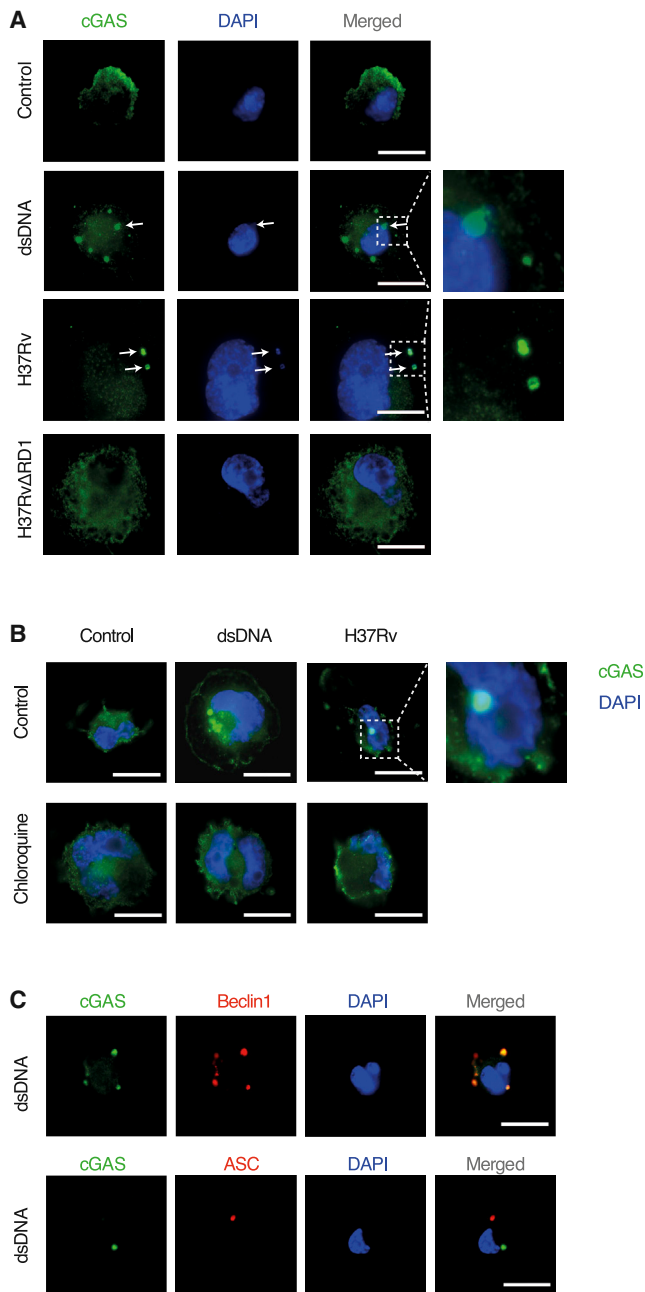 A
cGAS DAPI Merged
Control
dsDNA
H37Rv
H37RvΔRD1
B
Control dsDNA H37Rv
Control
cGAS
DAPI
Chloroquine
C
cGAS Beclin1 DAPI Merged
dsDNA
cGAS ASC DAPI Merged
dsDNA